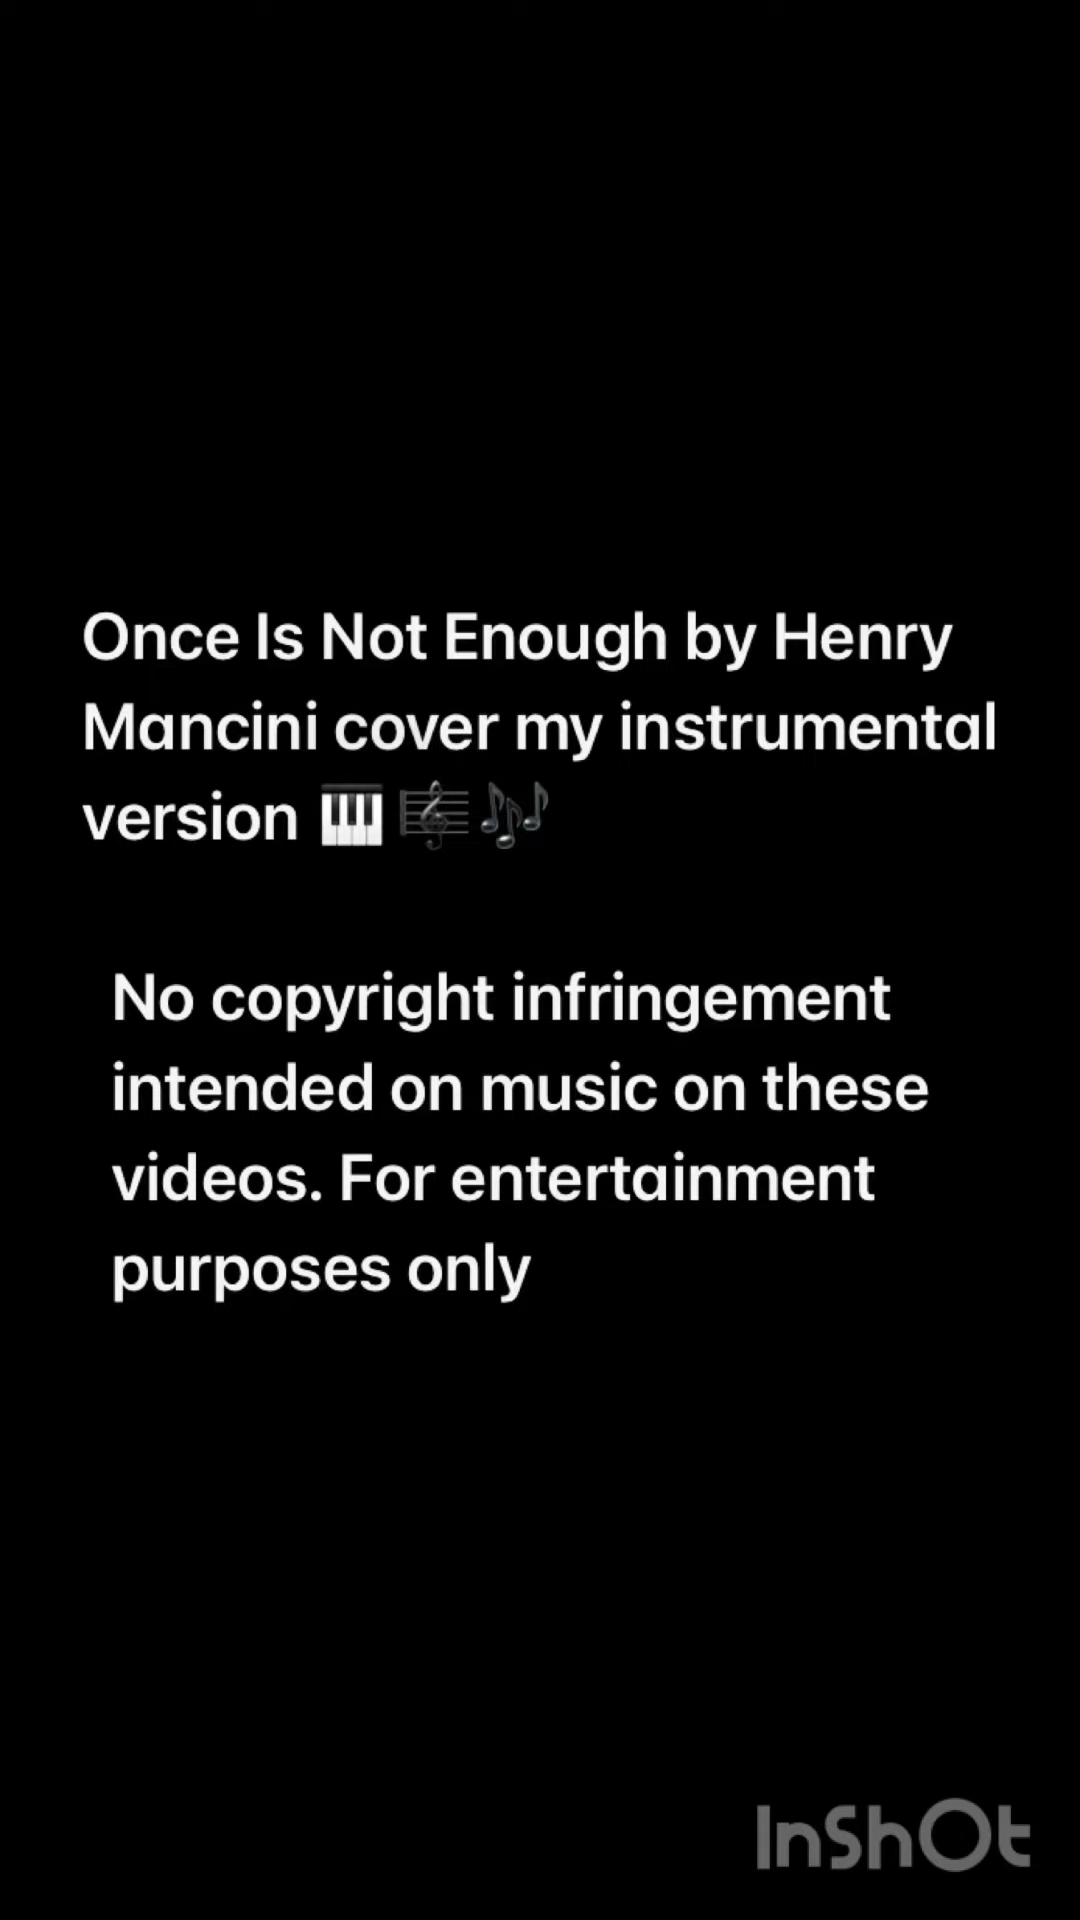 Once Is Not Enough by Henry
Mancini cover my instrumental
version 🎹 🎼 🎶
No copyright infringement
intended on music on these
videos. For entertainment
purposes only
InShOt